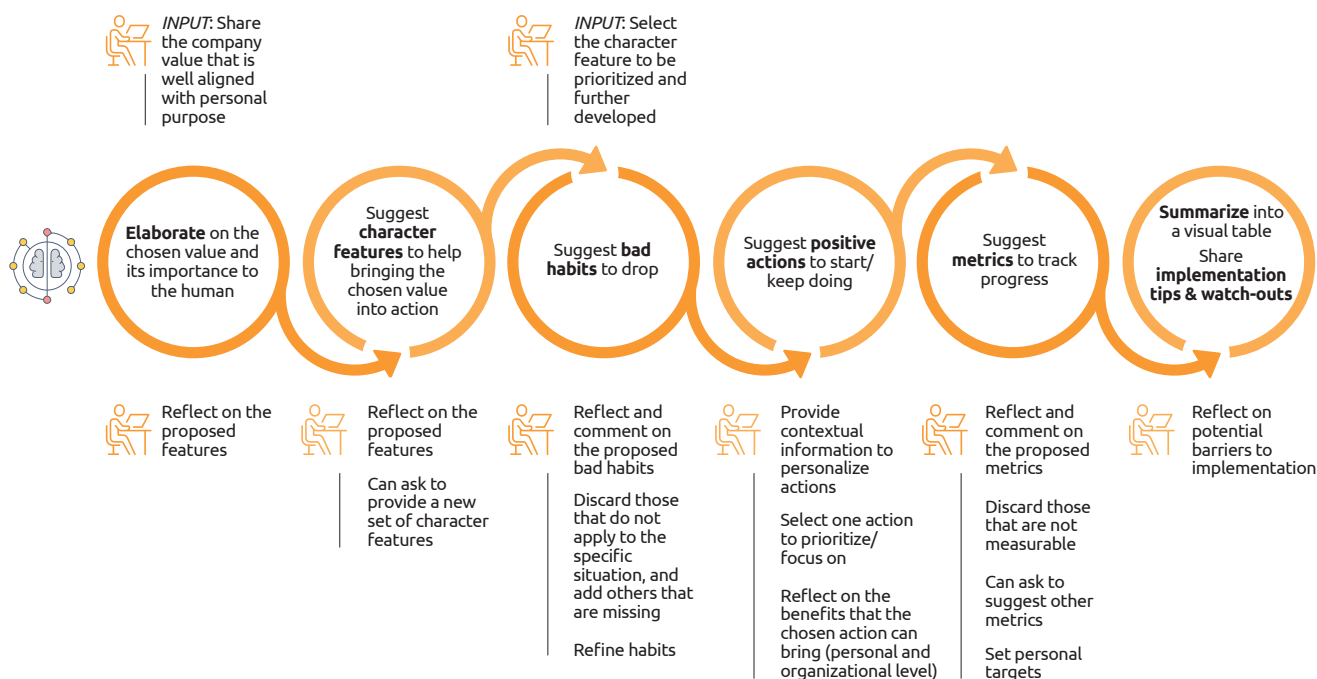 INPUT: Share
the company
value that is
well aligned
with personal
purpose
INPUT: Select
the character
feature to be
prioritized and
further
developed
Elaborate on the
chosen value and
its importance to
the human
Suggest
character
features to help
bringing the
chosen value
into action
Suggest bad
habits to drop
Suggest positive
actions to start/
keep doing
Suggest
metrics to track
progress
Summarize into
a visual table
Share
implementation
tips & watch-outs
Reflect on the
proposed
features
Reflect on the
proposed
features
Can ask to
provide a new
set of character
features
Reflect and
comment on
the proposed
bad habits
Discard those
that do not
apply to the
specific
situation, and
add others that
are missing
Refine habits
Provide
contextual
information to
personalize
actions
Select one action
to prioritize/
focus on
Reflect on the
benefits that the
chosen action can
bring (personal and
organizational level)
Reflect and
comment on
the proposed
metrics
Discard those
that are not
measurable
Can ask to
suggest other
metrics
Set personal
targets
Reflect on
potential
barriers to
implementation